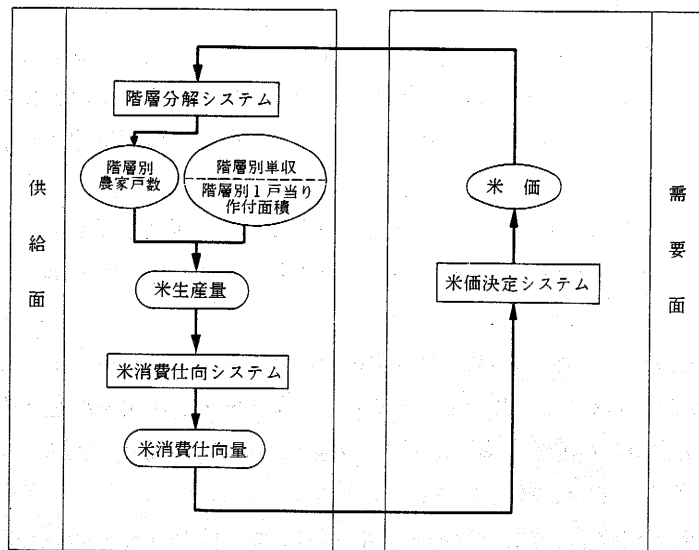 供給面
階層分解システム
階層別
農家戸数
階層別単収
階層別1戸当り
作付面積
米生産量
米消費仕向システム
米消費仕向量
米価
米価決定システム
需要面